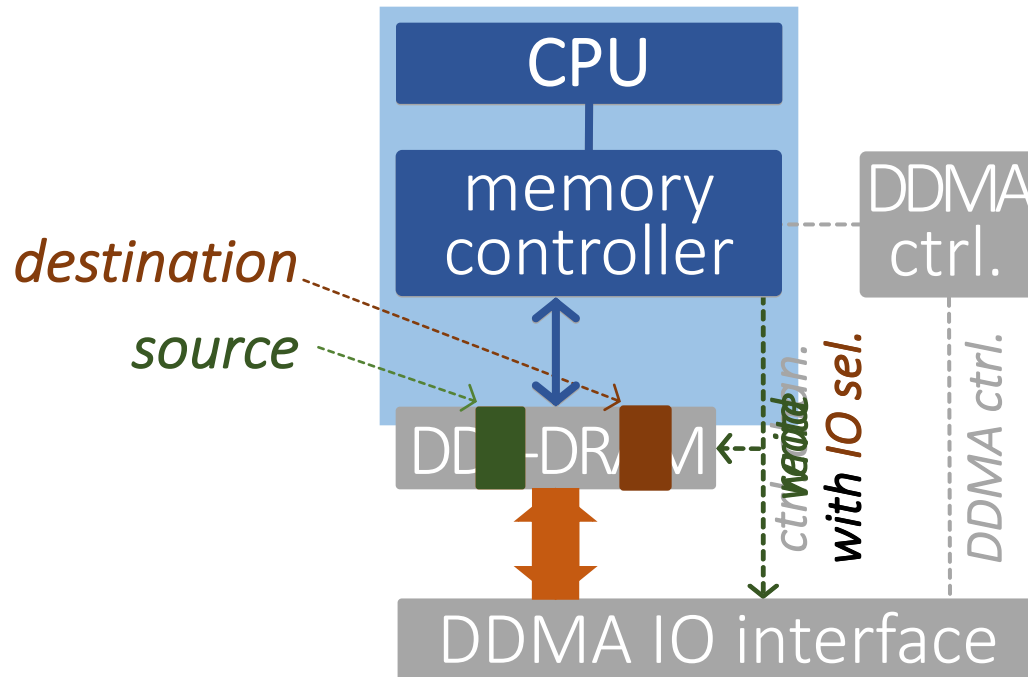 CPU
memory
controller
DDMA
ctrl.
destination
source
with IO sel.
DDMA ctrl.
DDMA IO interface